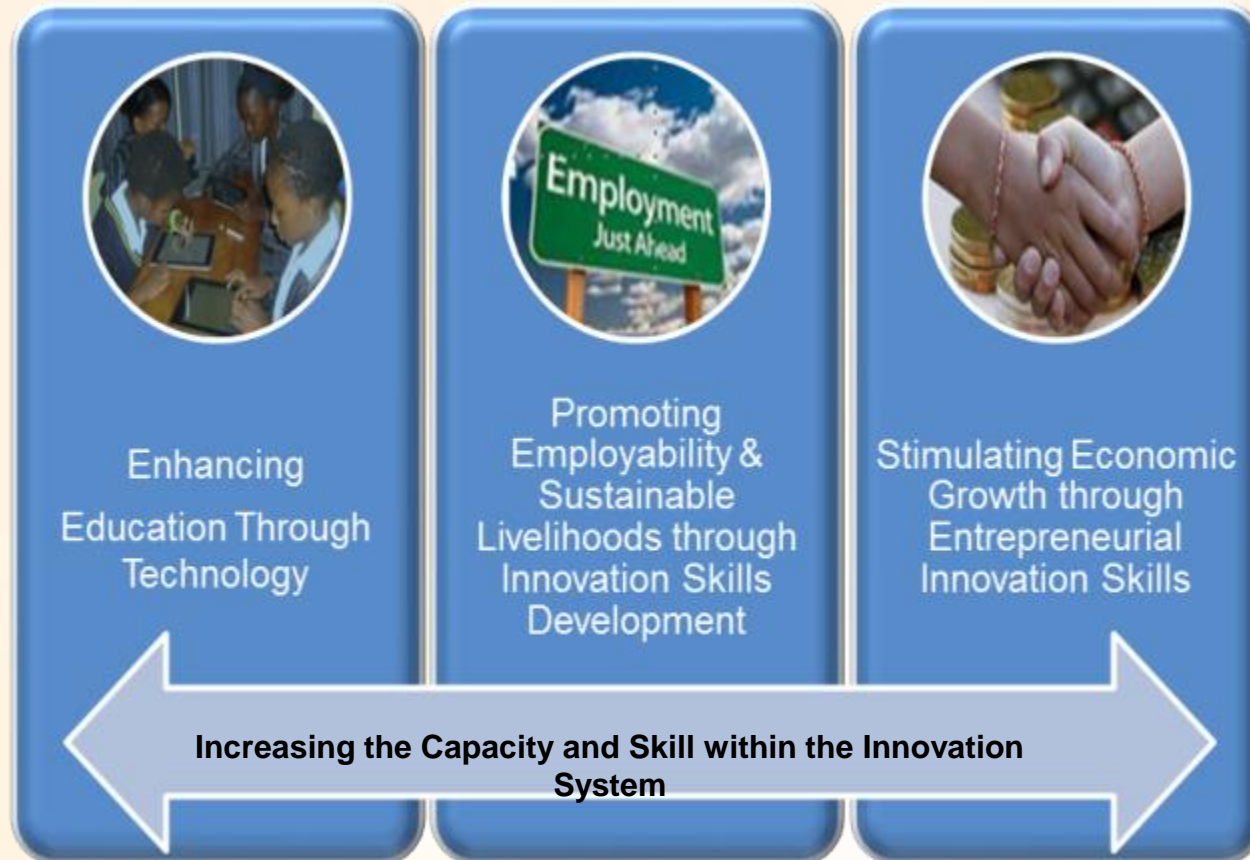 Employment
Just Ahead
Enhancing
Education Through
Technology
Promoting
Employability &
Sustainable
Livelihoods through
Innovation Skills
Development
Stimulating Economic
Growth through
Entrepreneurial
Innovation Skills
Increasing the Capacity and Skill within the Innovation
System